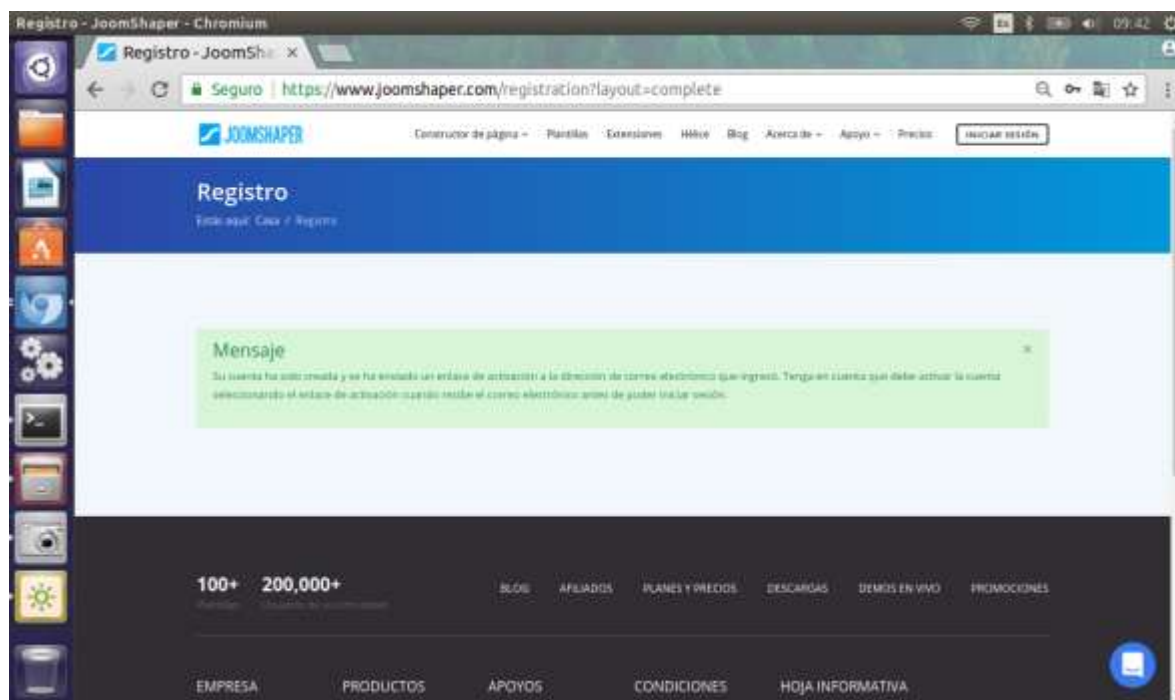 Registro - JoomShaper - Chromium
Es
09:42
Registro - JoomSha
Seguro | https://www.joomshaper.com/registration?layout=complete
JOOMSHAPER
Constructor de página Plantillas Extensiones Hélice Blog Acerca de Apoyo Precios INICIAR SESIÓN
Registro
Estás aquí: Casa / Registro
Mensaje
Su cuenta ha sido creada y se ha enviado un enlace de activación a la dirección de correo electrónico que ingresó. Tenga en cuenta que debe activar la cuenta
seleccionando el enlace de activación cuando recibe el correo electrónico antes de poder iniciar sesión.
100+ 200,000+
Plantillas
BLOG AFILIADOS PLANES Y PRECIOS DESCARGAS DEMOS EN VIVO PROMOCIONES
EMPRESA PRODUCTOS APOYOS CONDICIONES HOJA INFORMATIVA